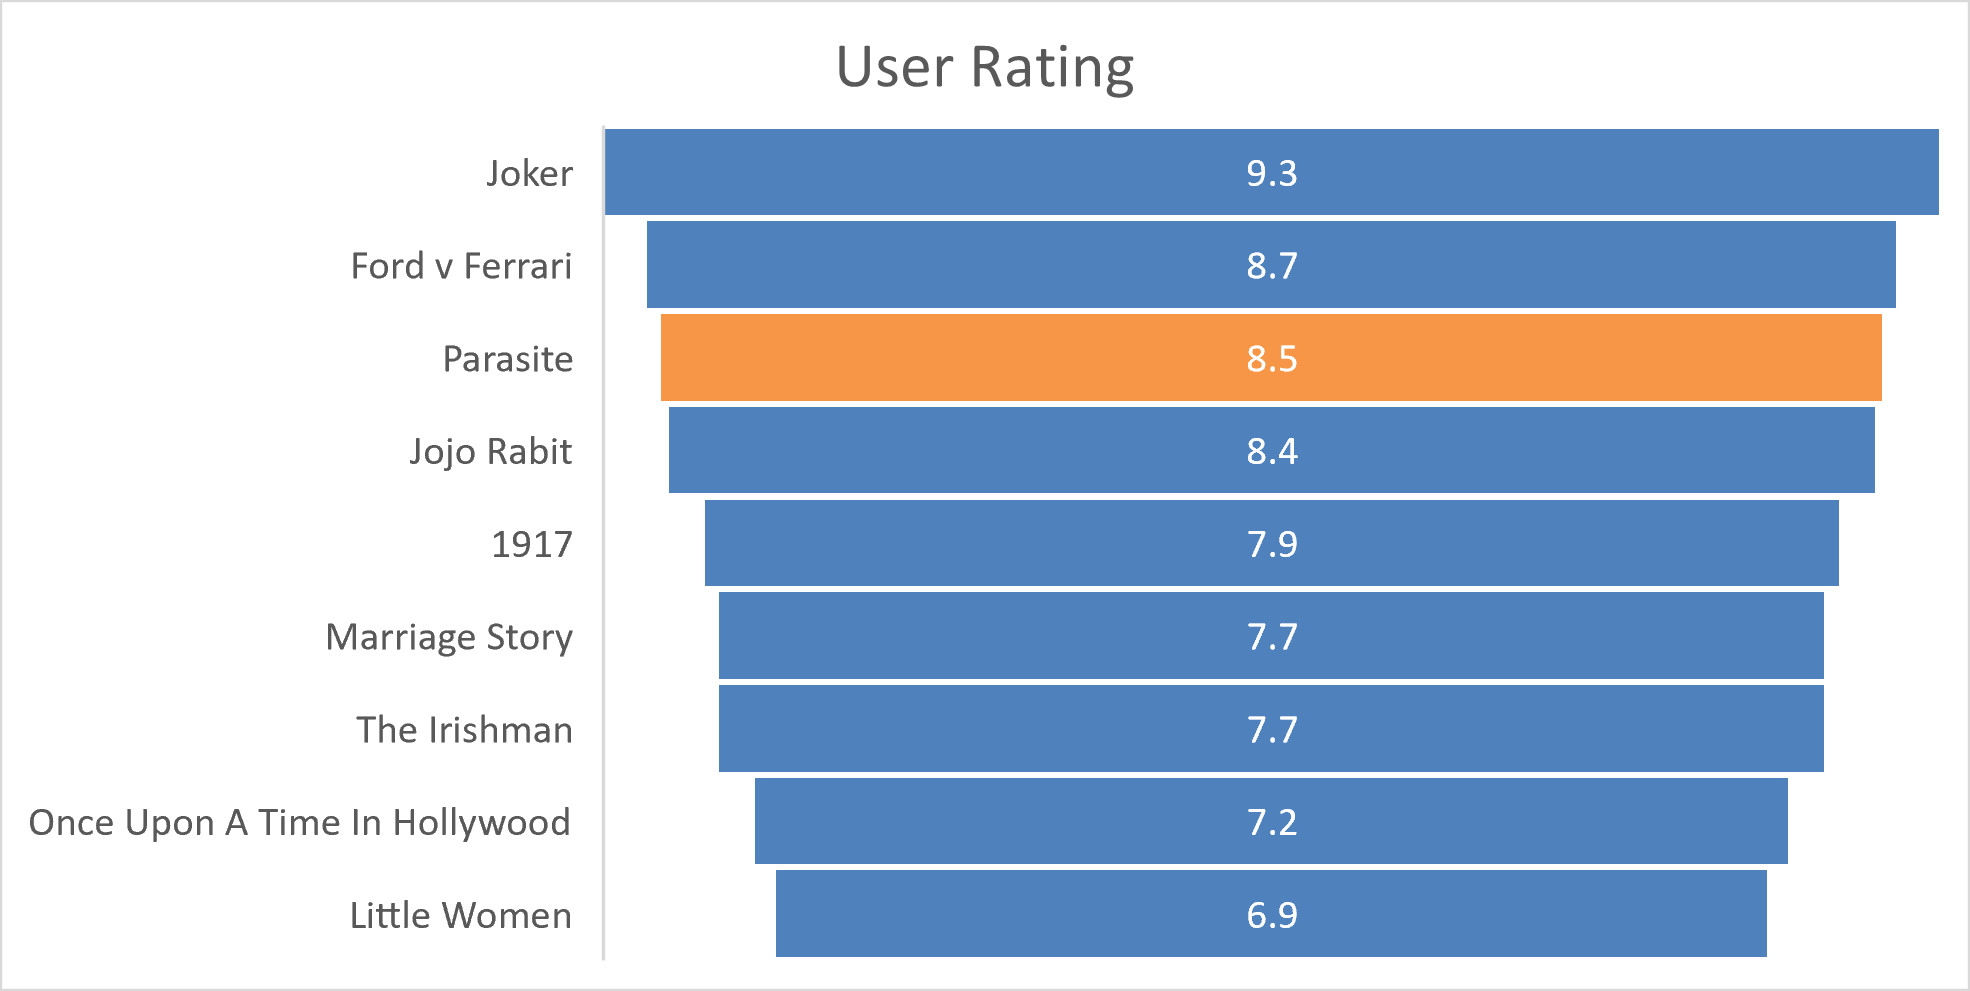 User Rating
Joker 9.3
Ford v Ferrari 8.7
Parasite 8.5
Jojo Rabit 8.4
1917 7.9
Marriage Story 7.7
The Irishman 7.7
Once Upon A Time In Hollywood 7.2
Little Women 6.9